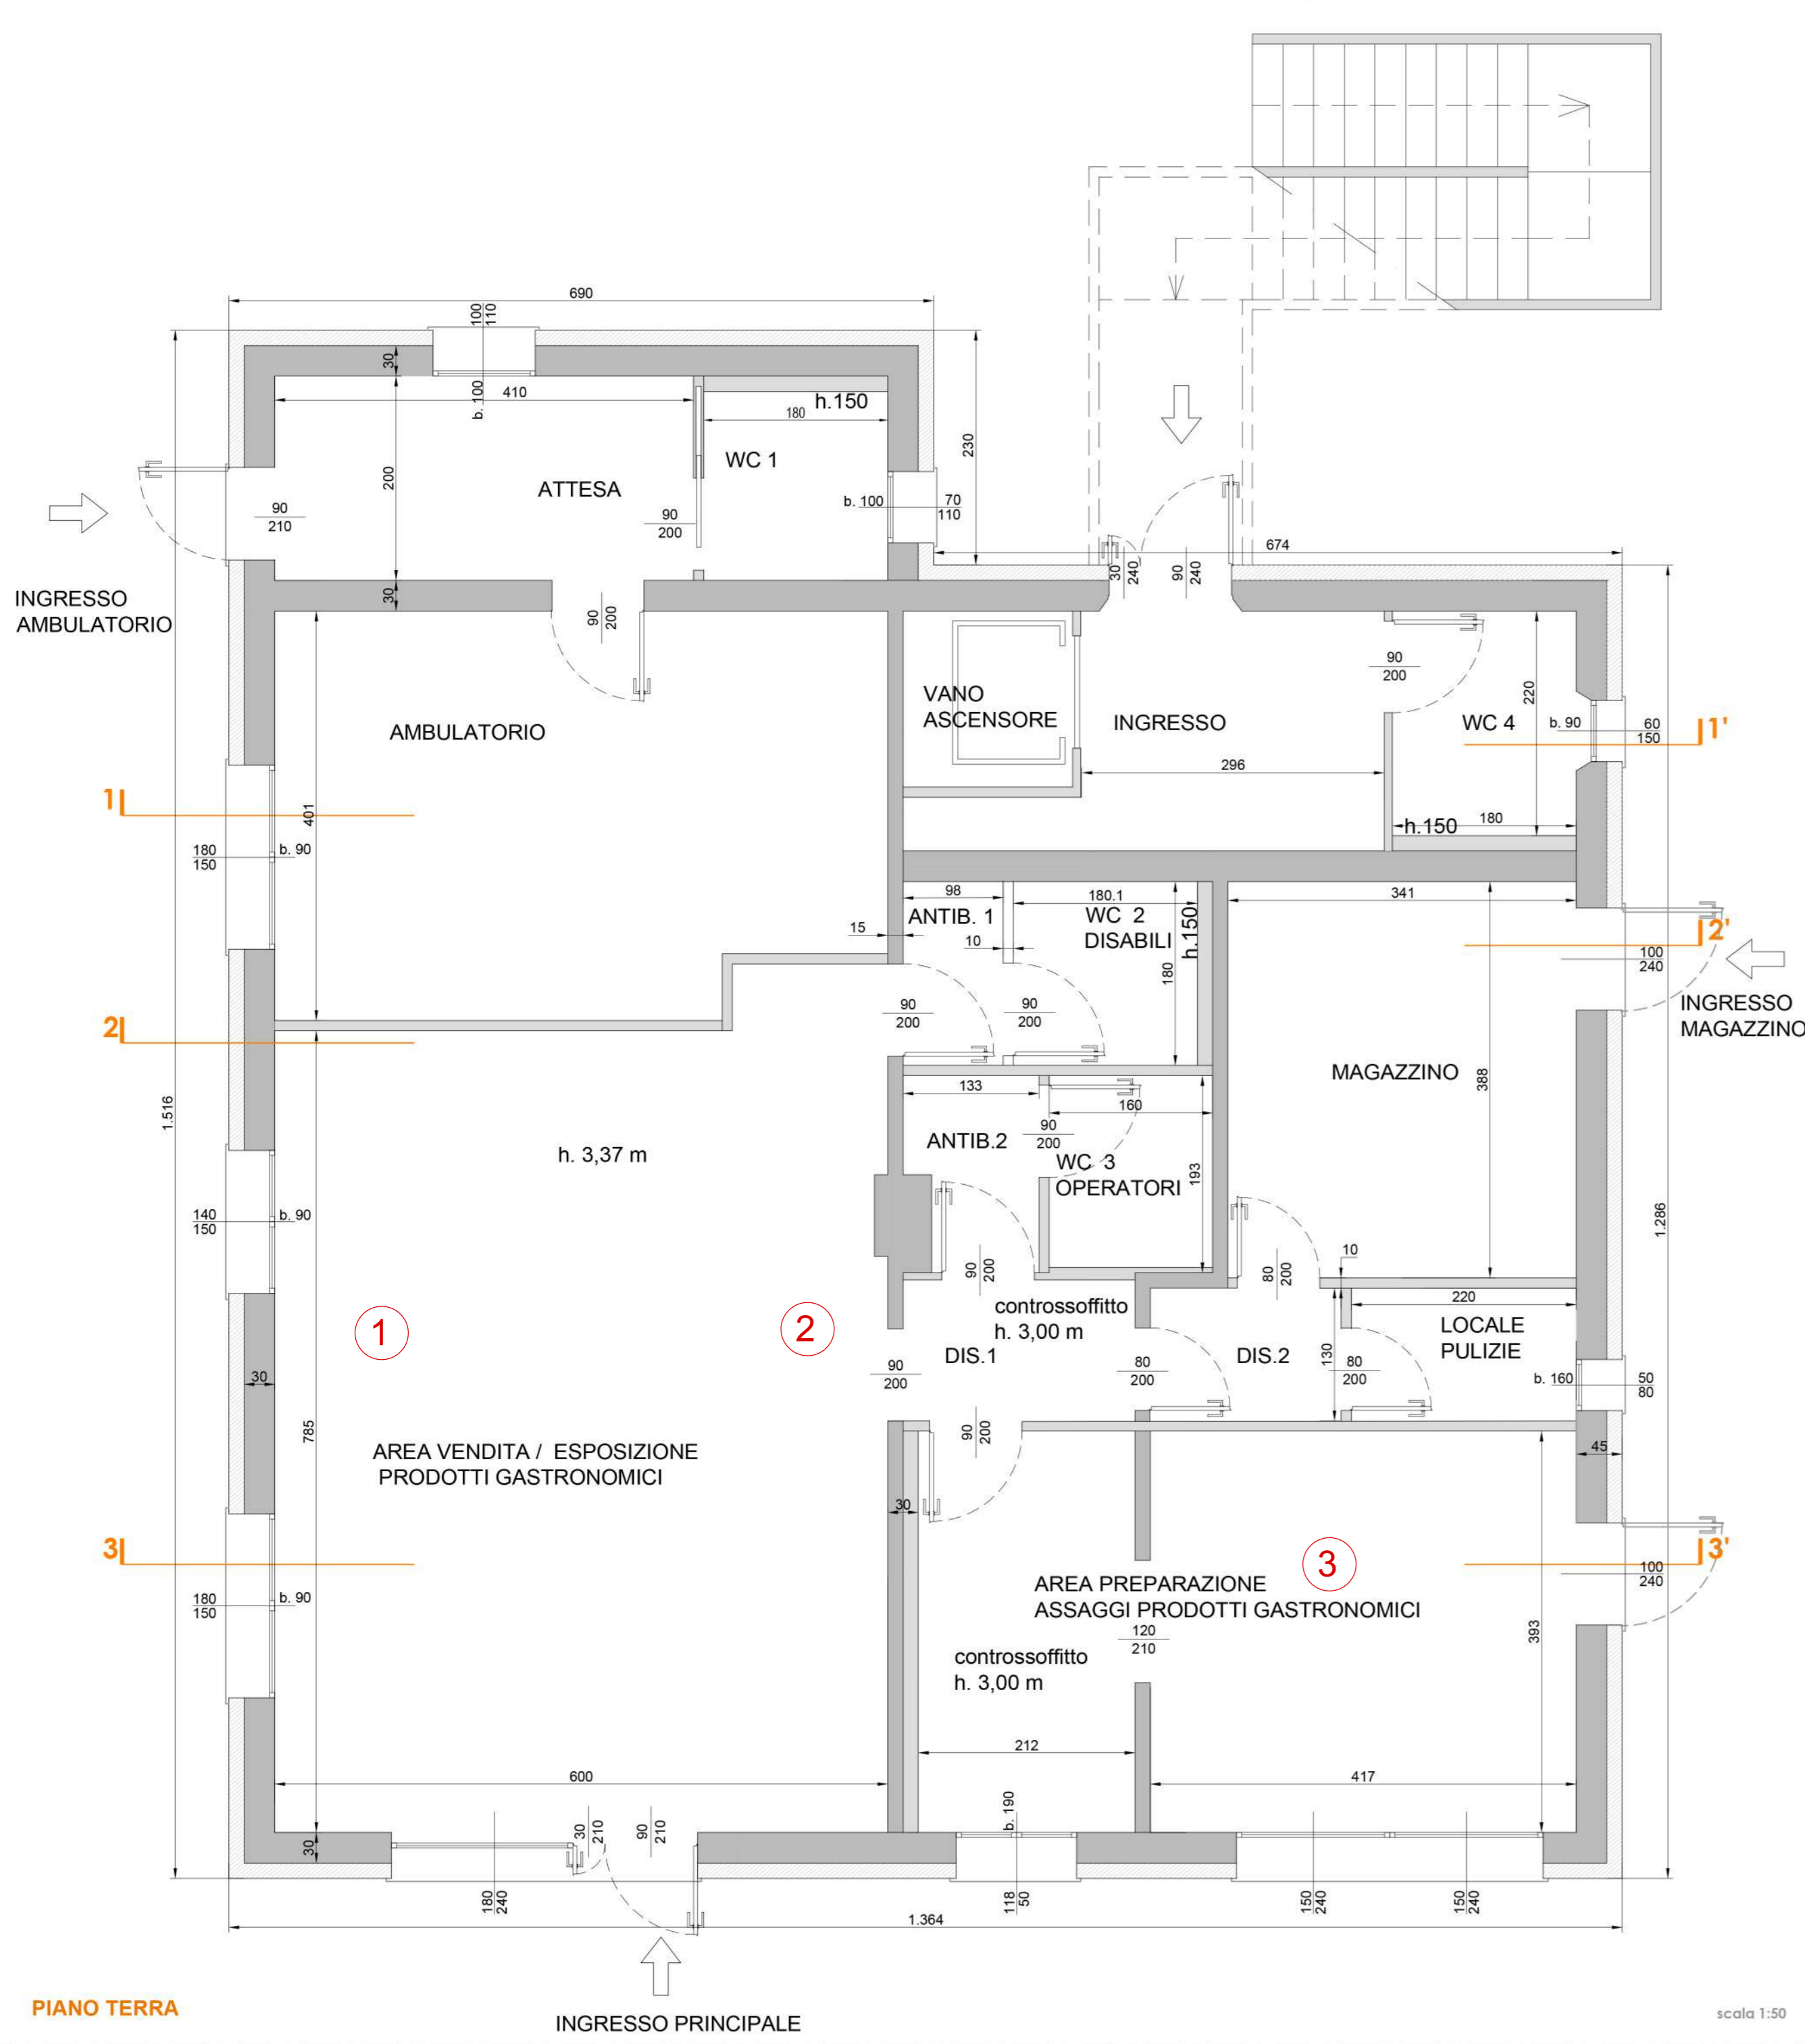 690
100
110
30
b. 100
410
h.150
180
WC 1
230
200
ATTESA
90
210
90
200
b. 100
70
110
674
30
240
90
240
INGRESSO
AMBULATORIO
30
90
200
90
200
220
VANO
ASCENSORE
INGRESSO
WC 4
b. 90
60
150
1'
AMBULATORIO
296
1
401
h.150
180
180
150
b. 90
98
180.1
341
ANTIB. 1
WC 2
DISABILI
h.150
15
10
180
2'
100
240
90
200
90
200
INGRESSO
MAGAZZINO
2
MAGAZZINO
388
133
160
1.516
ANTIB.2
90
200
h. 3,37 m
WC 3
OPERATORI
193
140
150
b. 90
1.286
90
200
80
200
10
220
1
2
controssoffitto
h. 3,00 m
LOCALE
PULIZIE
DIS.1
DIS.2
130
90
200
80
200
80
200
b. 160
50
80
30
785
90
200
45
AREA VENDITA / ESPOSIZIONE
PRODOTTI GASTRONOMICI
30
3
3
3'
100
240
AREA PREPARAZIONE
ASSAGGI PRODOTTI GASTRONOMICI
180
150
b. 90
120
210
393
controssoffitto
h. 3,00 m
212
600
417
b. 190
30
30
210
90
210
180
240
118
50
150
240
150
240
1.364
PIANO TERRA
INGRESSO PRINCIPALE
scala 1:50